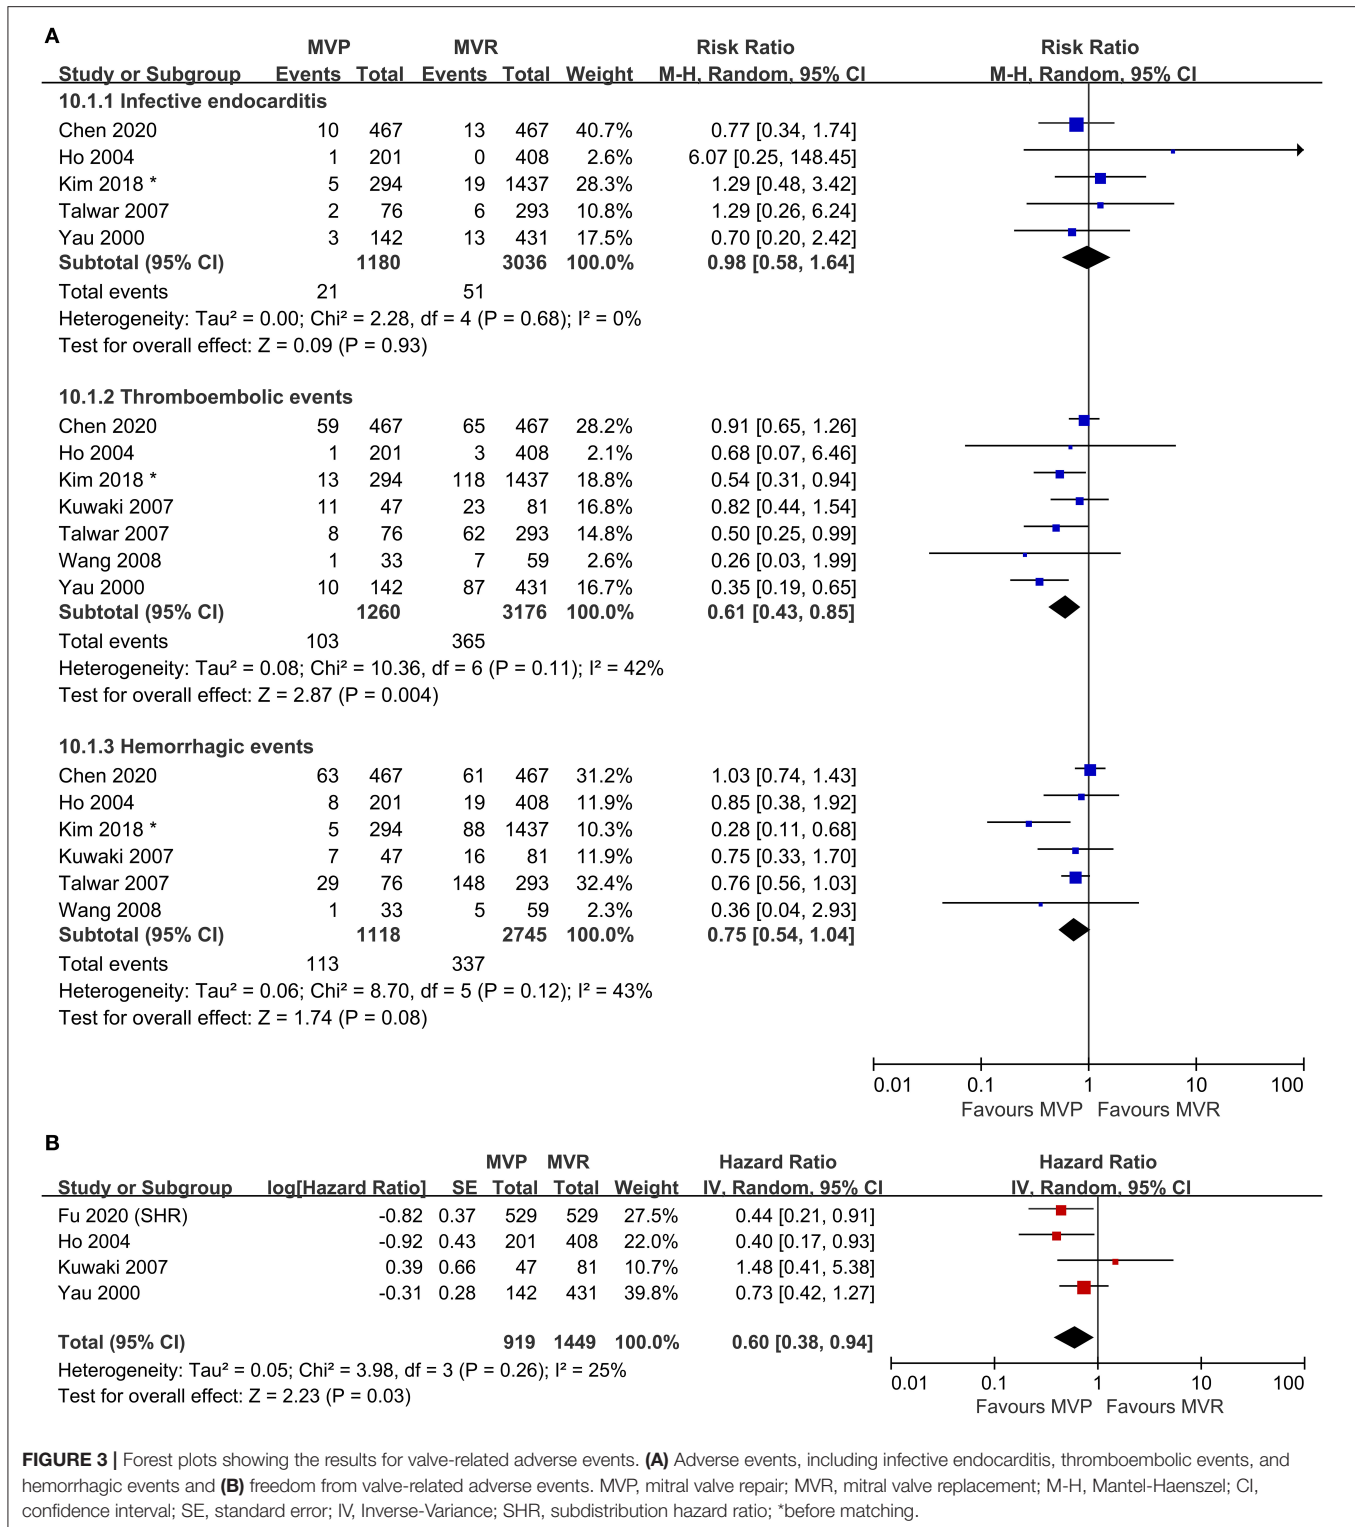 A
MVP MVR Risk Ratio Risk Ratio
Study or Subgroup Events Total Events Total Weight M-H, Random, 95% CI M-H, Random, 95% CI
10.1.1 Infective endocarditis
Chen 2020 10 467 13 467 40.7% 0.77 [0.34, 1.74]
Ho 2004 1 201 0 408 2.6% 6.07 [0.25, 148.45]
Kim 2018 * 5 294 19 1437 28.3% 1.29 [0.48, 3.42]
Talwar 2007 2 76 6 293 10.8% 1.29 [0.26, 6.24]
Yau 2000 3 142 13 431 17.5% 0.70 [0.20, 2.42]
Subtotal (95% CI) 1180 3036 100.0% 0.98 [0.58, 1.64]
Total events 21 51
Heterogeneity: Tau² = 0.00; Chi² = 2.28, df = 4 (P = 0.68); I² = 0%
Test for overall effect: Z = 0.09 (P = 0.93)
10.1.2 Thromboembolic events
Chen 2020 59 467 65 467 28.2% 0.91 [0.65, 1.26]
Ho 2004 1 201 3 408 2.1% 0.68 [0.07, 6.46]
Kim 2018 * 13 294 118 1437 18.8% 0.54 [0.31, 0.94]
Kuwaki 2007 11 47 23 81 16.8% 0.82 [0.44, 1.54]
Talwar 2007 8 76 62 293 14.8% 0.50 [0.25, 0.99]
Wang 2008 1 33 7 59 2.6% 0.26 [0.03, 1.99]
Yau 2000 10 142 87 431 16.7% 0.35 [0.19, 0.65]
Subtotal (95% CI) 1260 3176 100.0% 0.61 [0.43, 0.85]
Total events 103 365
Heterogeneity: Tau² = 0.08; Chi² = 10.36, df = 6 (P = 0.11); I² = 42%
Test for overall effect: Z = 2.87 (P = 0.004)
10.1.3 Hemorrhagic events
Chen 2020 63 467 61 467 31.2% 1.03 [0.74, 1.43]
Ho 2004 8 201 19 408 11.9% 0.85 [0.38, 1.92]
Kim 2018 * 5 294 88 1437 10.3% 0.28 [0.11, 0.68]
Kuwaki 2007 7 47 16 81 11.9% 0.75 [0.33, 1.70]
Talwar 2007 29 76 148 293 32.4% 0.76 [0.56, 1.03]
Wang 2008 1 33 5 59 2.3% 0.36 [0.04, 2.93]
Subtotal (95% CI) 1118 2745 100.0% 0.75 [0.54, 1.04]
Total events 113 337
Heterogeneity: Tau² = 0.06; Chi² = 8.70, df = 5 (P = 0.12); I² = 43%
Test for overall effect: Z = 1.74 (P = 0.08)
0.01 0.1 1 10 100
Favours MVP Favours MVR
B
MVP MVR Hazard Ratio Hazard Ratio
Study or Subgroup log[Hazard Ratio] SE Total Total Weight IV, Random, 95% CI IV, Random, 95% CI
Fu 2020 (SHR) -0.82 0.37 529 529 27.5% 0.44 [0.21, 0.91]
Ho 2004 -0.92 0.43 201 408 22.0% 0.40 [0.17, 0.93]
Kuwaki 2007 0.39 0.66 47 81 10.7% 1.48 [0.41, 5.38]
Yau 2000 -0.31 0.28 142 431 39.8% 0.73 [0.42, 1.27]
Total (95% CI) 919 1449 100.0% 0.60 [0.38, 0.94]
Heterogeneity: Tau² = 0.05; Chi² = 3.98, df = 3 (P = 0.26); I² = 25%
Test for overall effect: Z = 2.23 (P = 0.03)
0.01 0.1 1 10 100
Favours MVP Favours MVR
FIGURE 3 | Forest plots showing the results for valve-related adverse events. (A) Adverse events, including infective endocarditis, thromboembolic events, and
hemorrhagic events and (B) freedom from valve-related adverse events. MVP, mitral valve repair; MVR, mitral valve replacement; M-H, Mantel-Haenszel; CI,
confidence interval; SE, standard error; IV, Inverse-Variance; SHR, subdistribution hazard ratio; *before matching.